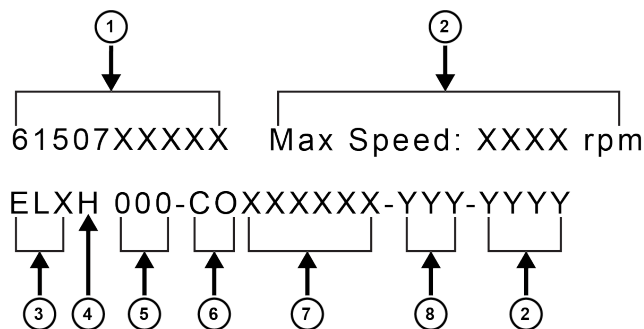 1 2
61507XXXXX Max Speed: XXXX rpm
ELXH 000-COXXXXXX-YYY-YYYY
3 4 5 6 7 8 2